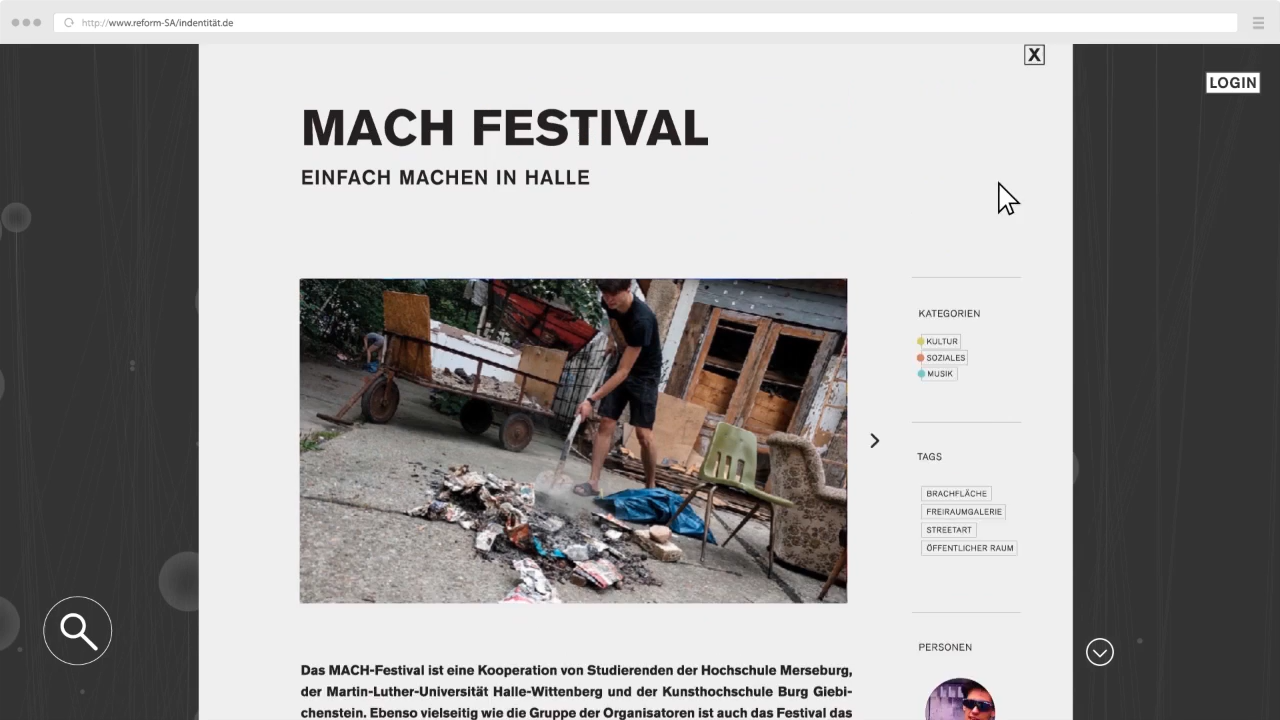 http://www.reform-SA/indentität.de
X
LOGIN
MACH FESTIVAL
EINFACH MACHEN IN HALLE
KATEGORIEN
KULTUR
SOZIALES
MUSIK
TAGS
BRACHFLÄCHE
FREIRAUMGALERIE
STREETART
ÖFFENTLICHER RAUM
PERSONEN
Das MACH-Festival ist eine Kooperation von Studierenden der Hochschule Merseburg,
der Martin-Luther-Universität Halle-Wittenberg und der Kunsthochschule Burg Giebi-
chenstein. Ebenso vielseitig wie die Gruppe der Organisatoren ist auch das Festival das